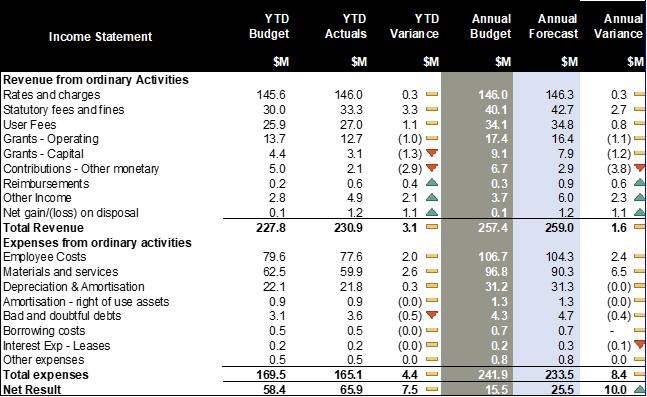 Income Statement YTD Budget YTD Actuals YTD Variance Annual Budget Annual Forecast Annual Variance
$M $M $M $M $M $M
Revenue from ordinary Activities
Rates and charges 145.6 146.0 0.3 146.0 146.3 0.3
Statutory fees and fines 30.0 33.3 3.3 40.1 42.7 2.7
User Fees 25.9 27.0 1.1 34.1 34.8 0.8
Grants - Operating 13.7 12.7 (1.0) 17.4 16.4 (1.1)
Grants - Capital 4.4 3.1 (1.3) 9.1 7.9 (1.2)
Contributions - Other monetary 5.0 2.1 (2.9) 6.7 2.9 (3.8)
Reimbursements 0.2 0.6 0.4 0.3 0.9 0.6
Other Income 2.8 4.9 2.1 3.7 6.0 2.3
Net gain/(loss) on disposal 0.1 1.2 1.1 0.1 1.2 1.1
Total Revenue 227.8 230.9 3.1 257.4 259.0 1.6
Expenses from ordinary activities
Employee Costs 79.6 77.6 2.0 106.7 104.3 2.4
Materials and services 62.5 59.9 2.6 96.8 90.3 6.5
Depreciation & Amortisation 22.1 21.8 0.3 31.2 31.3 (0.0)
Amortisation - right of use assets 0.9 0.9 (0.0) 1.3 1.3 (0.0)
Bad and doubtful debts 3.1 3.6 (0.5) 4.3 4.7 (0.4)
Borrowing costs 0.5 0.5 (0.0) 0.7 0.7 -
Interest Exp - Leases 0.2 0.2 (0.0) 0.2 0.3 (0.1)
Other expenses 0.5 0.5 0.0 0.8 0.8 0.0
Total expenses 169.5 165.1 4.4 241.9 233.5 8.4
Net Result 58.4 65.9 7.5 15.5 25.5 10.0